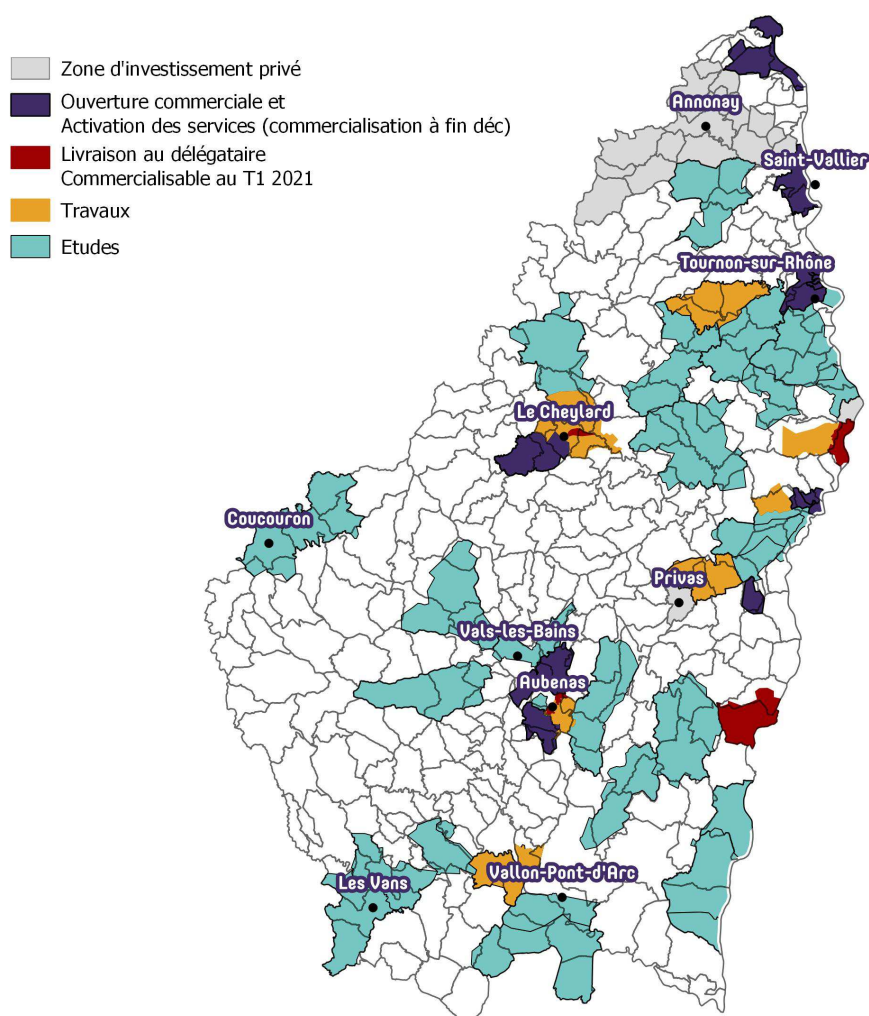 Zone d'investissement privé
Ouverture commerciale et
Activation des services (commercialisation à fin déc)
Livraison au délégataire
Commercialisable au T1 2021
Travaux
Etudes
Annonay
Saint-Vallier
Tournon-sur-Rhône
Le Cheylard
Coucouron
Privas
Vals-les-Bains
Aubenas
Vallon-Pont-d'Arc
Les Vans